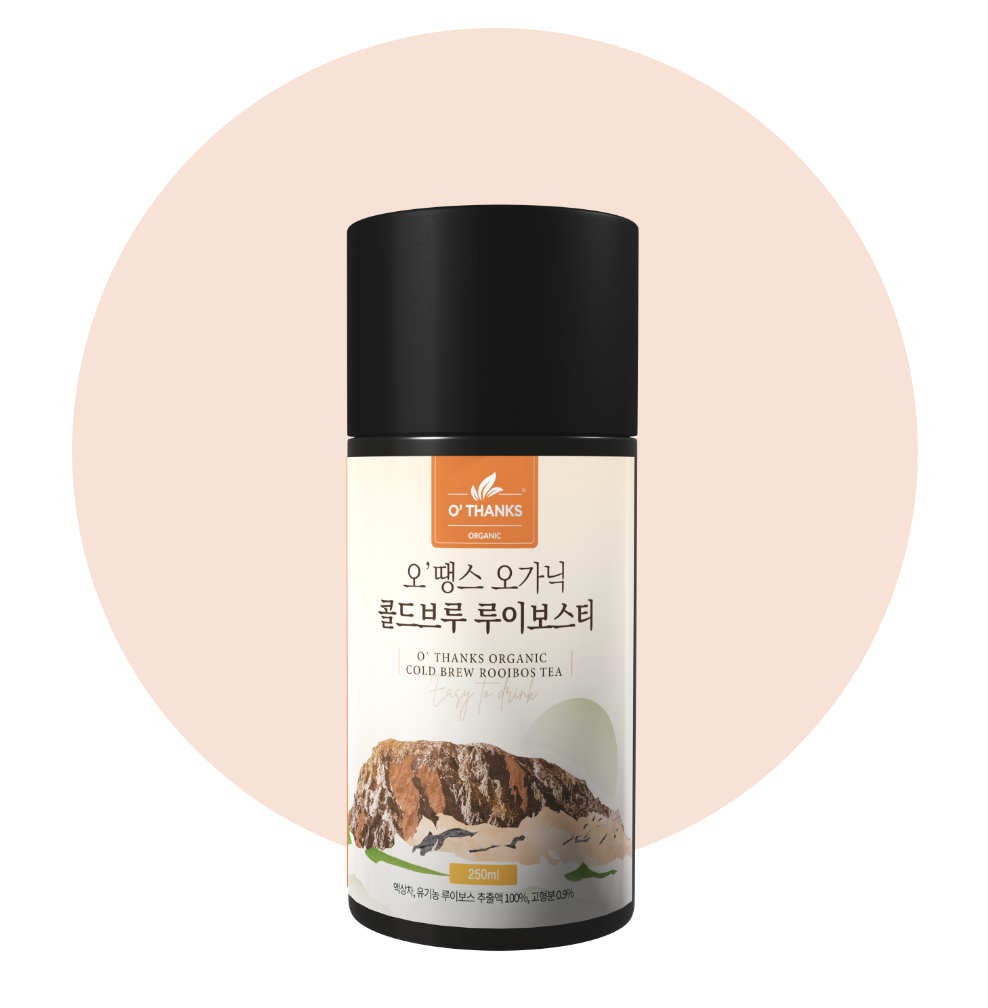 O' THANKS
ORGANIC
오'땡스 오가닉
콜드브루 루이보스티
O' THANKS ORGANIC
COLD BREW ROOIBOS TEA
Easy to drink
250ml
액상차, 유기농 루이보스 추출액 100%, 고형분 0.9%